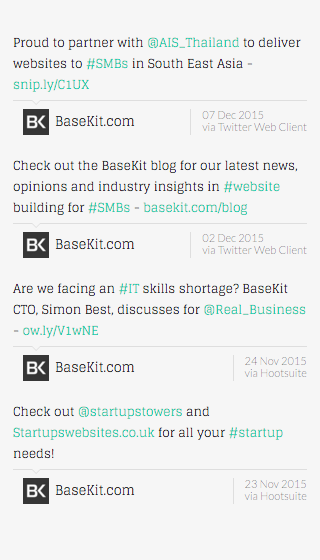 Proud to partner with @AIS_Thailand to deliver
websites to #SMBs in South East Asia -
snip.ly/C1UX
BK BaseKit.com
07 Dec 2015
via Twitter Web Client
Check out the BaseKit blog for our latest news,
opinions and industry insights in #website
building for #SMBs - basekit.com/blog
BK BaseKit.com
02 Dec 2015
via Twitter Web Client
Are we facing an #IT skills shortage? BaseKit
CTO, Simon Best, discusses for @Real_Business
- ow.ly/V1wNE
BK BaseKit.com
24 Nov 2015
via Hootsuite
Check out @startupstowers and
Startupswebsites.co.uk for all your #startup
needs!
BK BaseKit.com
23 Nov 2015
via Hootsuite